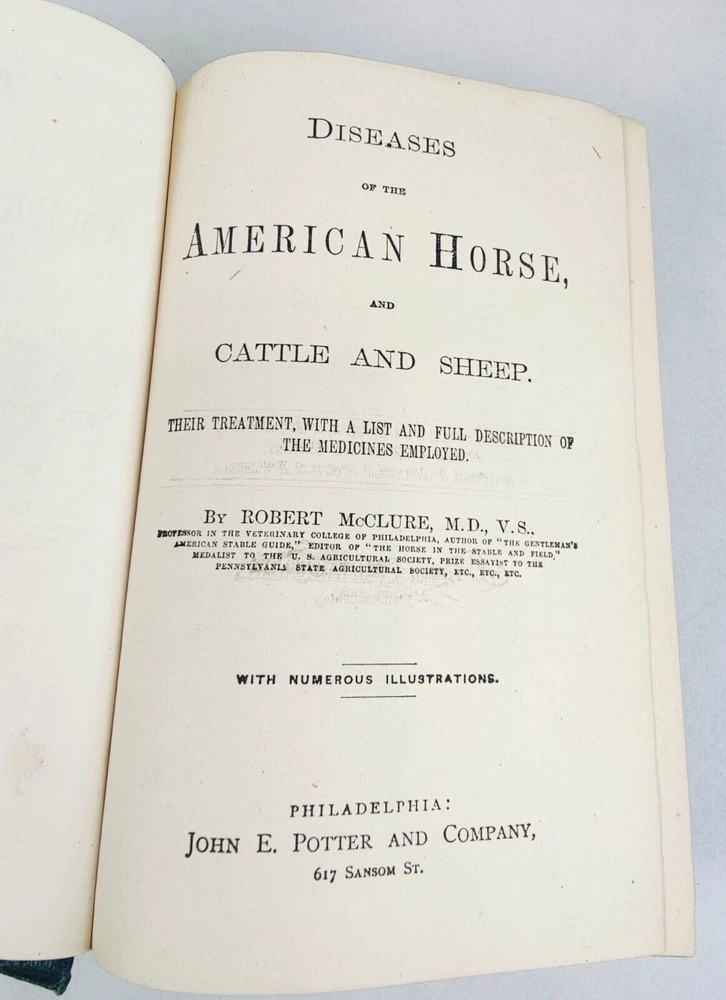 DISEASES
OF THE
AMERICAN HORSE,
AND
CATTLE AND SHEEP.
THEIR TREATMENT, WITH A LIST AND FULL DESCRIPTION OF
THE MEDICINES EMPLOYED.
BY ROBERT McCLURE, M.D., V.S..
PROFESSOR IN THE VETERINARY COLLEGE OF PHILADELPHIA, AUTHOR OF "THE GENTLEMAN'S
AMERICAN STABLE GUIDE," EDITOR OF "THE HORSE IN THE STABLE AND FIELD,"
MEDALIST TO THE U. S. AGRICULTURAL SOCIETY, PRIZE ESSAYIST TO THE
PENNSYLVANIA STATE AGRICULTURAL SOCIETY, ETC., ETC., ETC.
WITH NUMEROUS ILLUSTRATIONS.
PHILADELPHIA:
JOHN E. POTTER AND COMPANY,
617 SANSOM ST.